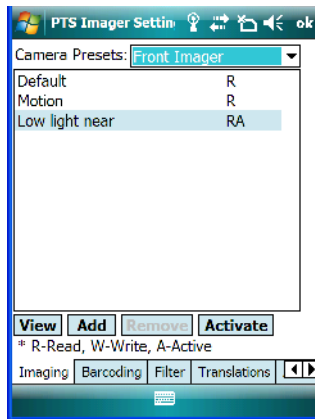 PTS Imager Settin ok
Camera Presets: Front Imager
Default R
Motion R
Low light near RA
View Add Remove Activate
* R-Read, W-Write, A-Active
Imaging Barcoding Filter Translations